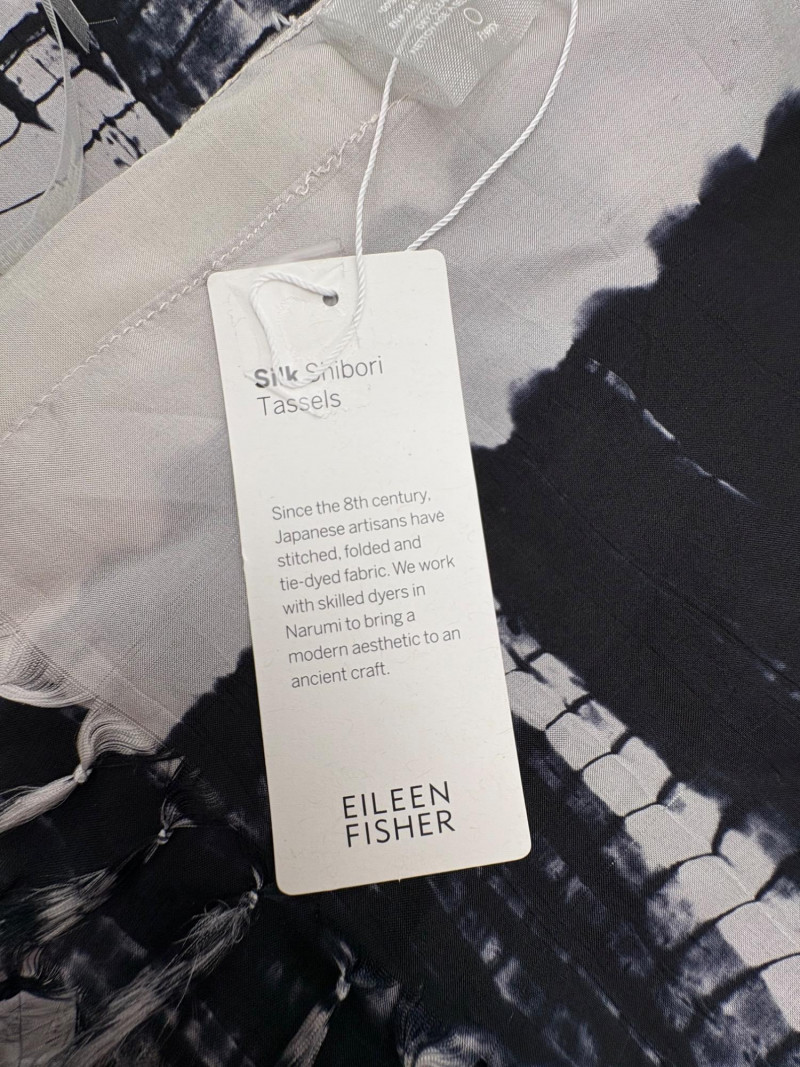 Silk Shibori
Tassels
Since the 8th century,
Japanese artisans have
stitched, folded and
tie-dyed fabric. We work
with skilled dyers in
Narumi to bring a
modern aesthetic to an
ancient craft.
EILEEN
FISHER